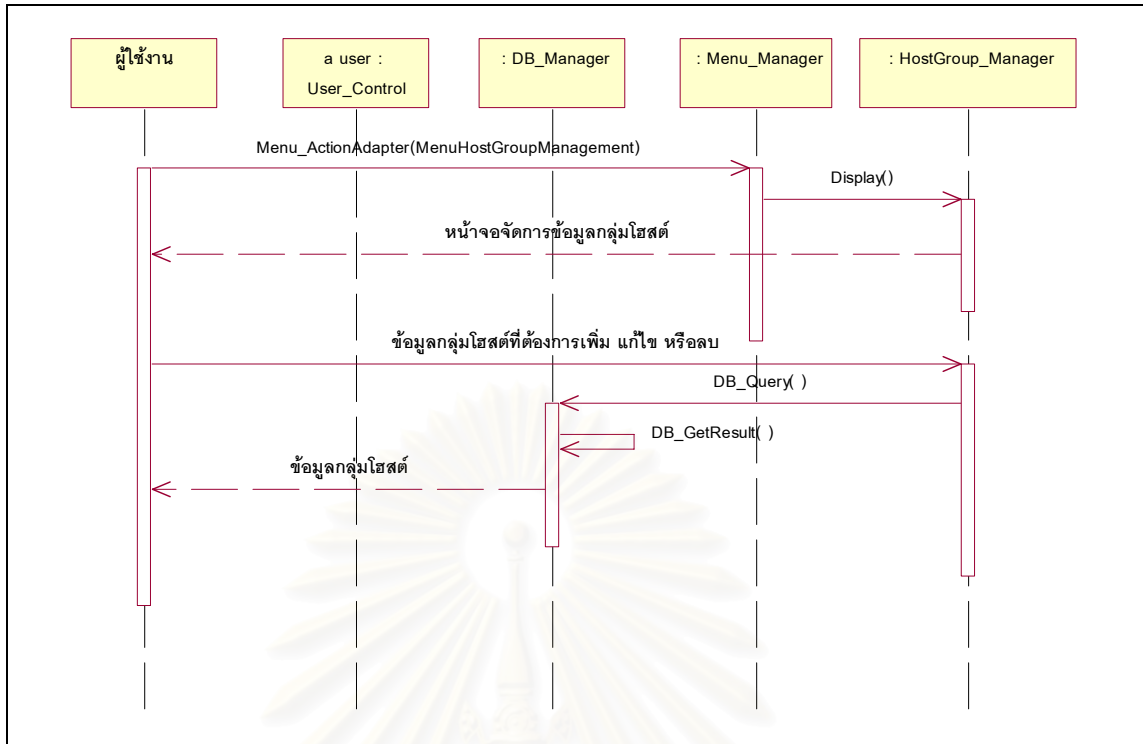 ผู้ใช้งาน
a user :
User_Control
: DB_Manager
: Menu_Manager
: HostGroup_Manager
Menu_ActionAdapter(MenuHostGroupManagement)
Display()
หน้าจอจัดการข้อมูลกลุ่มโฮสต์
ข้อมูลกลุ่มโฮสต์ที่ต้องการเพิ่ม แก้ไข หรือลบ
DB_Query( )
DB_GetResult( )
ข้อมูลกลุ่มโฮสต์